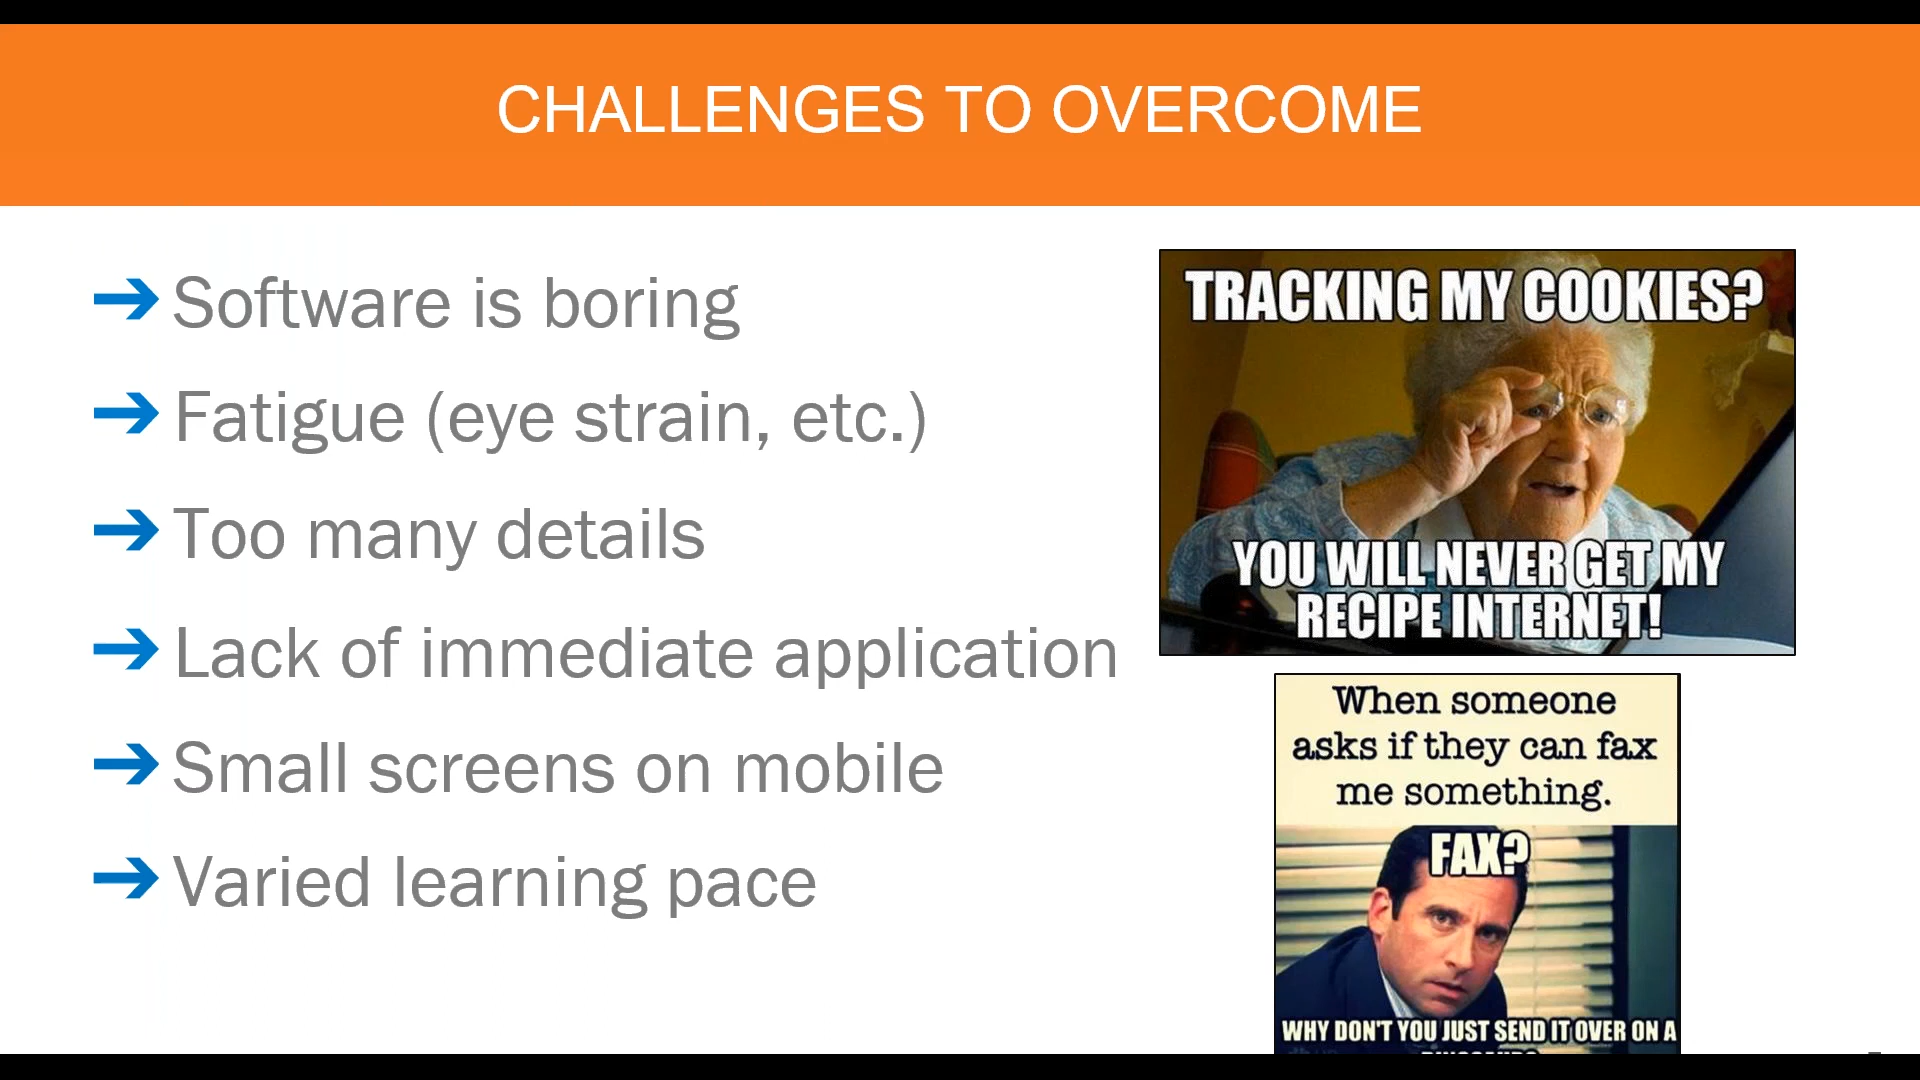 CHALLENGES TO OVERCOME
Software is boring
Fatigue (eye strain, etc.)
Too many details
Lack of immediate application
Small screens on mobile
Varied learning pace
TRACKING MY COOKIES?
YOU WILL NEVER GET MY
RECIPE INTERNET!
When someone
asks if they can fax
me something.
FAX?
WHY DON'T YOU JUST SEND IT OVER ON A